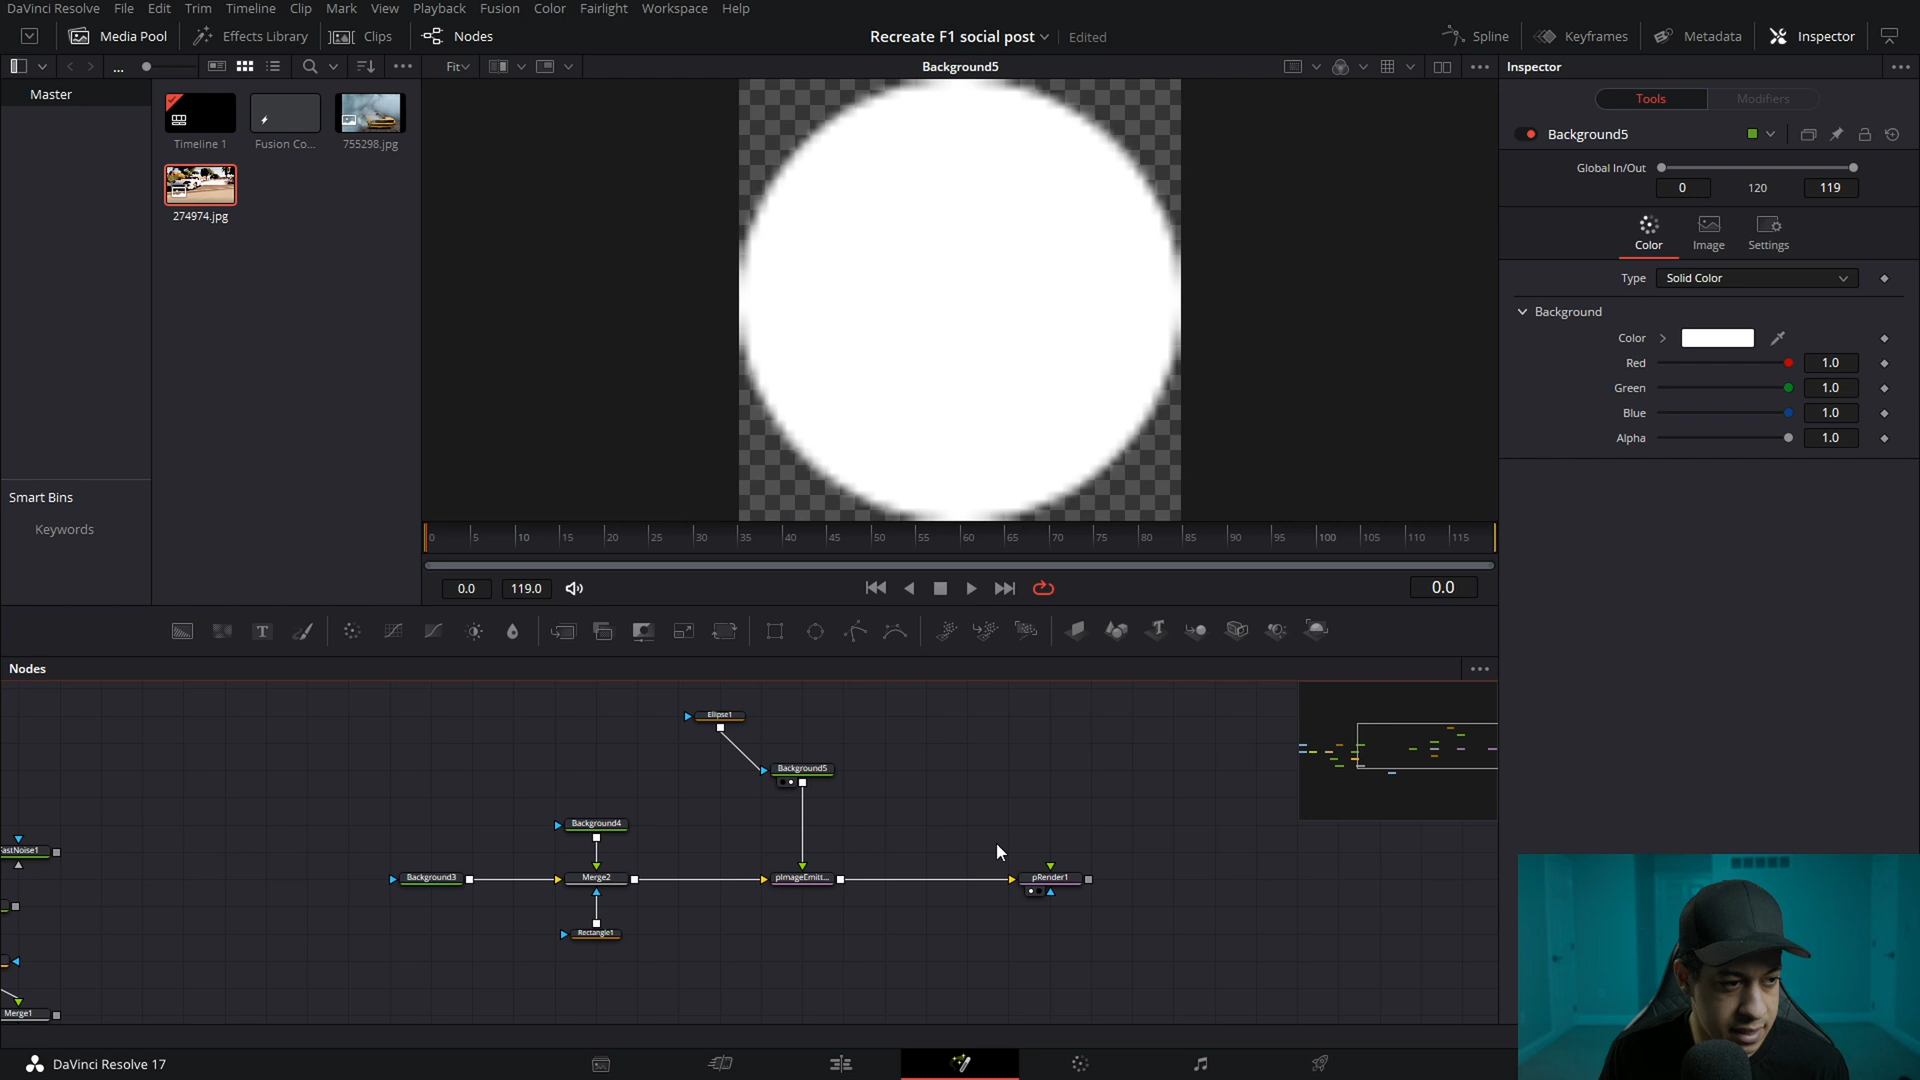 DaVinci Resolve File Edit Trim Timeline Clip Mark View Playback Fusion Color Fairlight Workspace Help
Media Pool Effects Library Clips Nodes
Recreate F1 social post Edited
Spline Keyframes Metadata Inspector
... Fit Background5 Inspector
Master
Timeline 1 Fusion Co... 755298.jpg
274974.jpg
Smart Bins
Keywords
Tools Modifiers
Background5
Global In/Out
0 120 119
Color Image Settings
Type Solid Color
Background
Color
Red 1.0
Green 1.0
Blue 1.0
Alpha 1.0
0 5 10 15 20 25 30 35 40 45 50 55 60 65 70 75 80 85 90 95 100 105 110 115
0.0 119.0 0.0
Nodes
Ellipse1
Background5
Background4
Background3 Merge2 pImageEmitt... pRender1
Rectangle1
astNoise1
Merge1
DaVinci Resolve 17